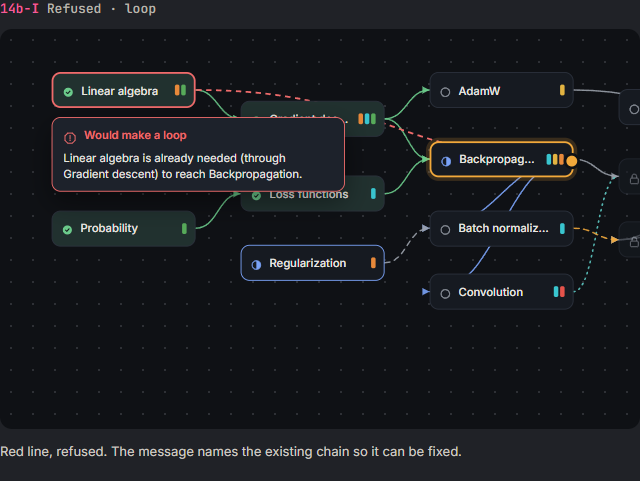 14b-I Refused · loop
Linear algebra
AdamW
Would make a loop
Linear algebra is already needed (through
Gradient descent) to reach Backpropagation.
Backpropag...
Loss functions
Probability
Batch normaliz...
Regularization
Convolution
Red line, refused. The message names the existing chain so it can be fixed.